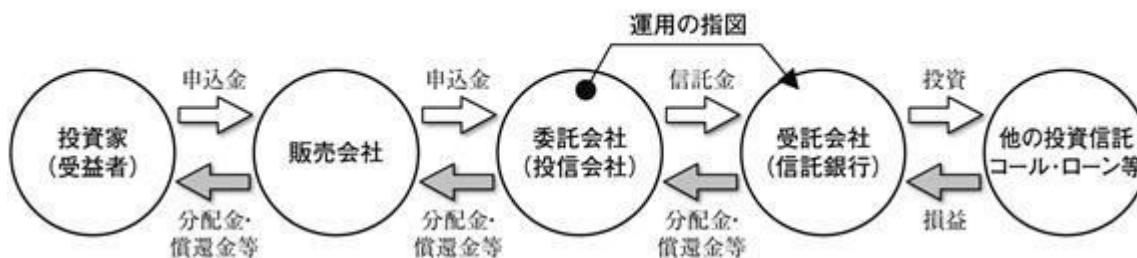 運用の指図
申込金
申込金
信託金
投資
投資家
(受益者)
販売会社
委託会社
(投信会社)
受託会社
(信託銀行)
他の投資信託
コール・ローン等
分配金・
償還金等
分配金・
償還金等
分配金・
償還金等
損益